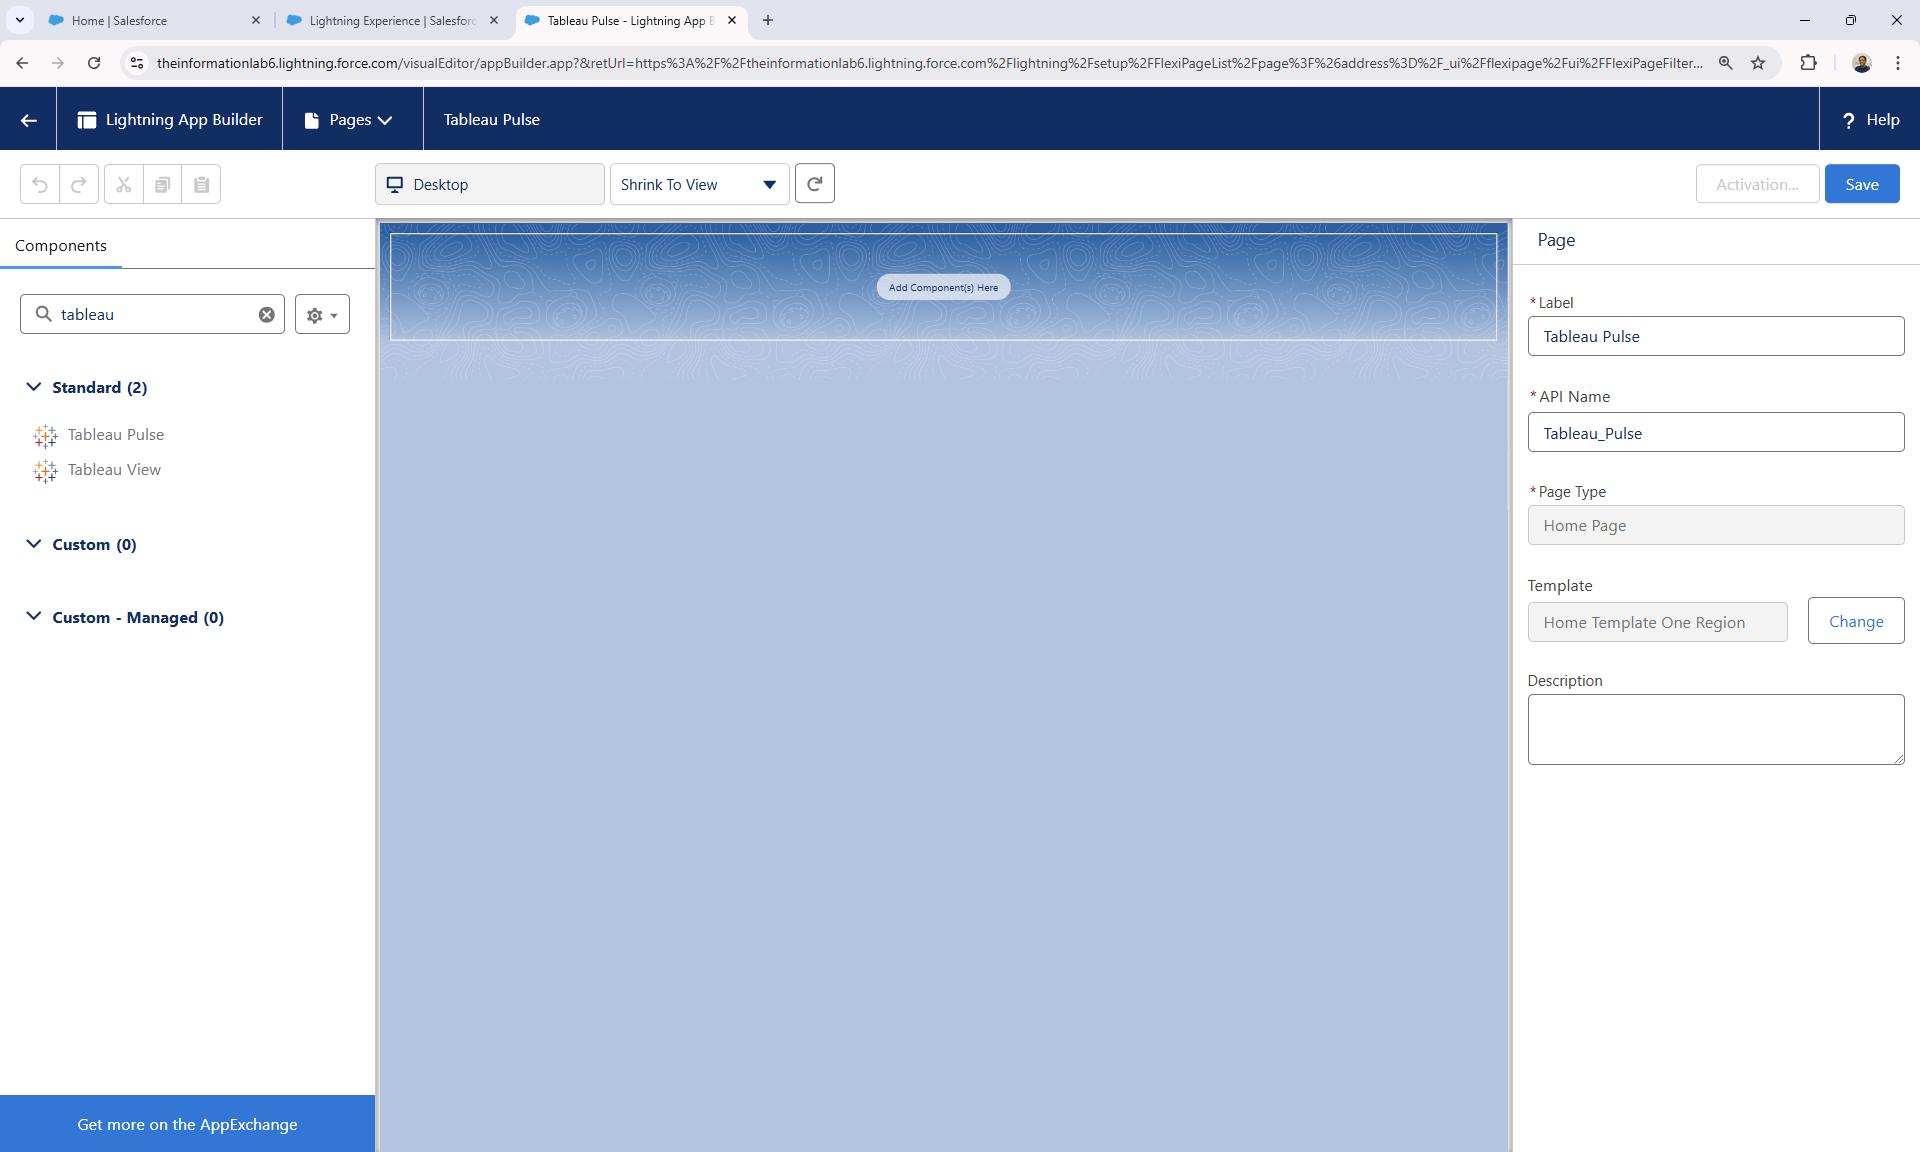 Home | Salesforce
Lightning Experience | Salesforc
Tableau Pulse - Lightning App B
theinformationlab6.lightning.force.com/visualEditor/appBuilder.app?&retUrl=https%3A%2F%2Ftheinformationlab6.lightning.force.com%2Flightning%2Fsetup%2FFlexiPageList%2Fpage%3F%26address%3D%2F_ui%2Fflexipage%2Fui%2FFlexiPageFilter...
Lightning App Builder
Pages
Tableau Pulse
? Help
Desktop
Shrink To View
Activation...
Save
Components
tableau
Standard (2)
Tableau Pulse
Tableau View
Custom (0)
Custom - Managed (0)
Get more on the AppExchange
Add Component(s) Here
Page
*Label
Tableau Pulse
*API Name
Tableau_Pulse
*Page Type
Home Page
Template
Home Template One Region
Change
Description